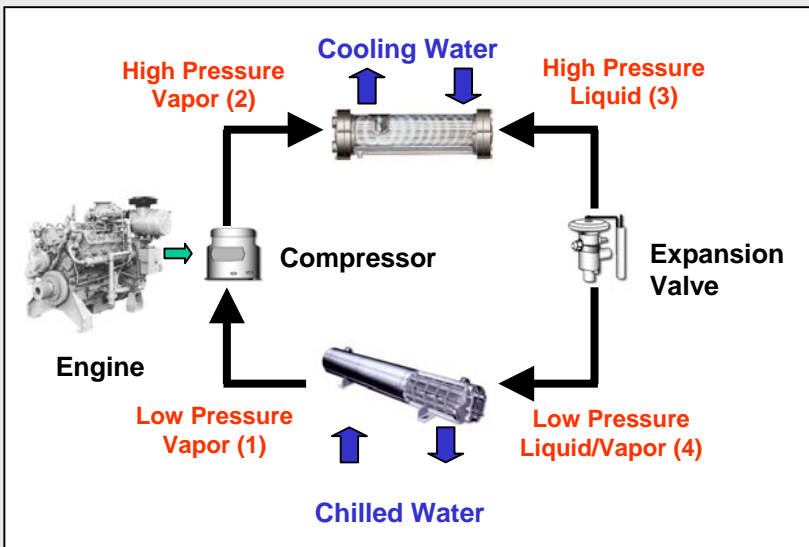 Cooling Water
High Pressure
Vapor (2)
High Pressure
Liquid (3)
Compressor
Expansion
Valve
Engine
Low Pressure
Vapor (1)
Low Pressure
Liquid/Vapor (4)
Chilled Water